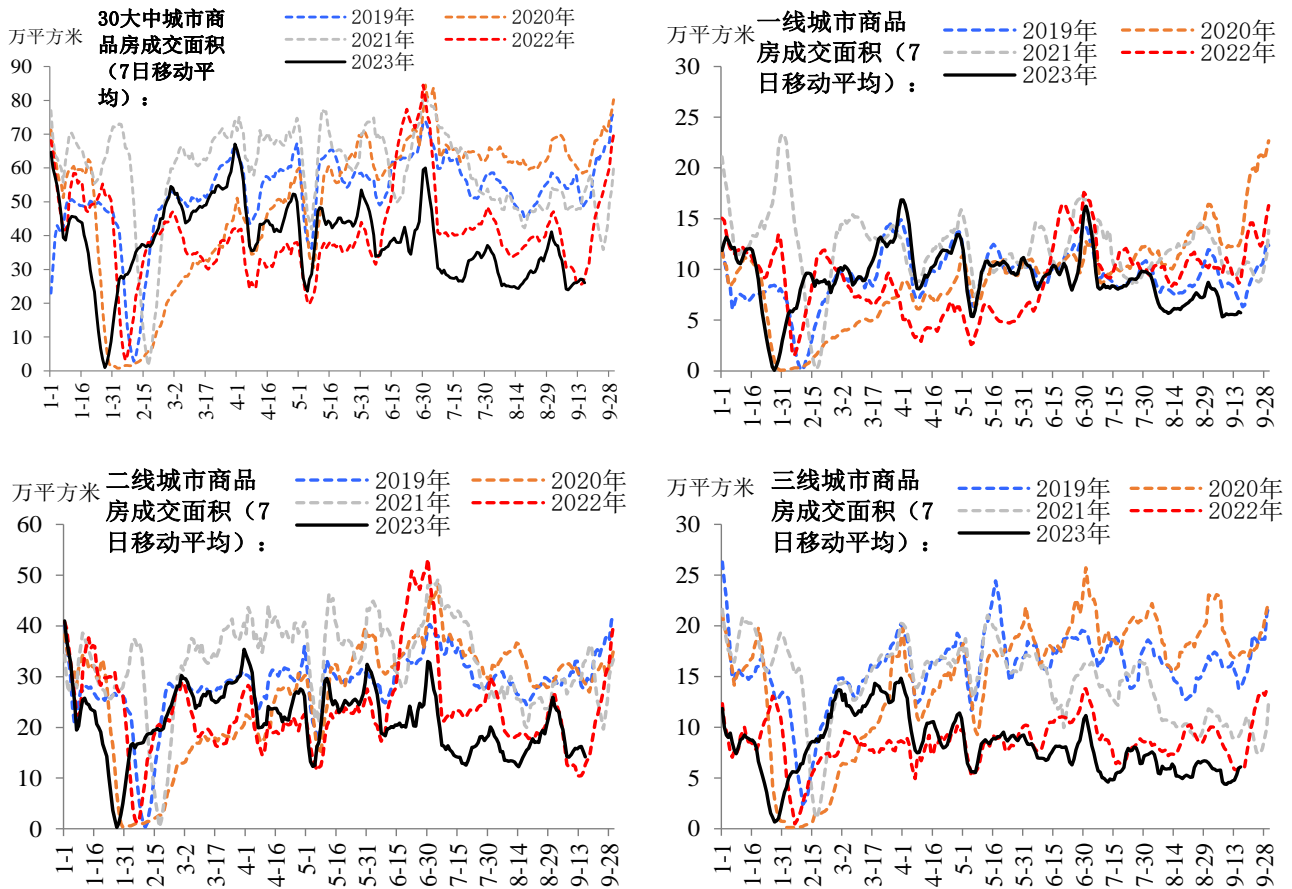 30大中城市商
品房成交面积
（7日移动平
均）：
万平方米
2019年
2020年
2021年
2022年
2023年
90
80
70
60
50
40
30
20
10
0
1-1
1-16
1-31
2-15
3-2
3-17
4-1
4-16
5-1
5-16
5-31
6-15
6-30
7-15
7-30
8-14
8-29
9-13
9-28
一线城市商品
房成交面积（7
日移动平均）：
万平方米
2019年
2020年
2021年
2022年
2023年
30
25
20
15
10
5
0
1-1
1-16
1-31
2-15
3-2
3-17
4-1
4-16
5-1
5-16
5-31
6-15
6-30
7-15
7-30
8-14
8-29
9-13
9-28
二线城市商品
房成交面积（7
日移动平均）：
万平方米
2019年
2020年
2021年
2022年
2023年
60
50
40
30
20
10
0
1-1
1-16
1-31
2-15
3-2
3-17
4-1
4-16
5-1
5-16
5-31
6-15
6-30
7-15
7-30
8-14
8-29
9-13
9-28
三线城市商品
房成交面积（7
日移动平均）：
万平方米
2019年
2020年
2021年
2022年
2023年
30
25
20
15
10
5
0
1-1
1-16
1-31
2-15
3-2
3-17
4-1
4-16
5-1
5-16
5-31
6-15
6-30
7-15
7-30
8-14
8-29
9-13
9-28